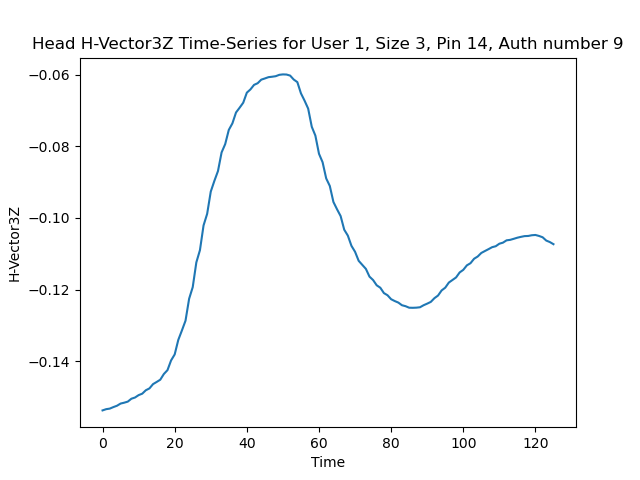 Head H-Vector3Z Time-Series for User 1, Size 3, Pin 14, Auth number 9
−0.06
−0.08
−0.10
−0.12
−0.14
H-Vector3Z
0 20 40 60 80 100 120
Time